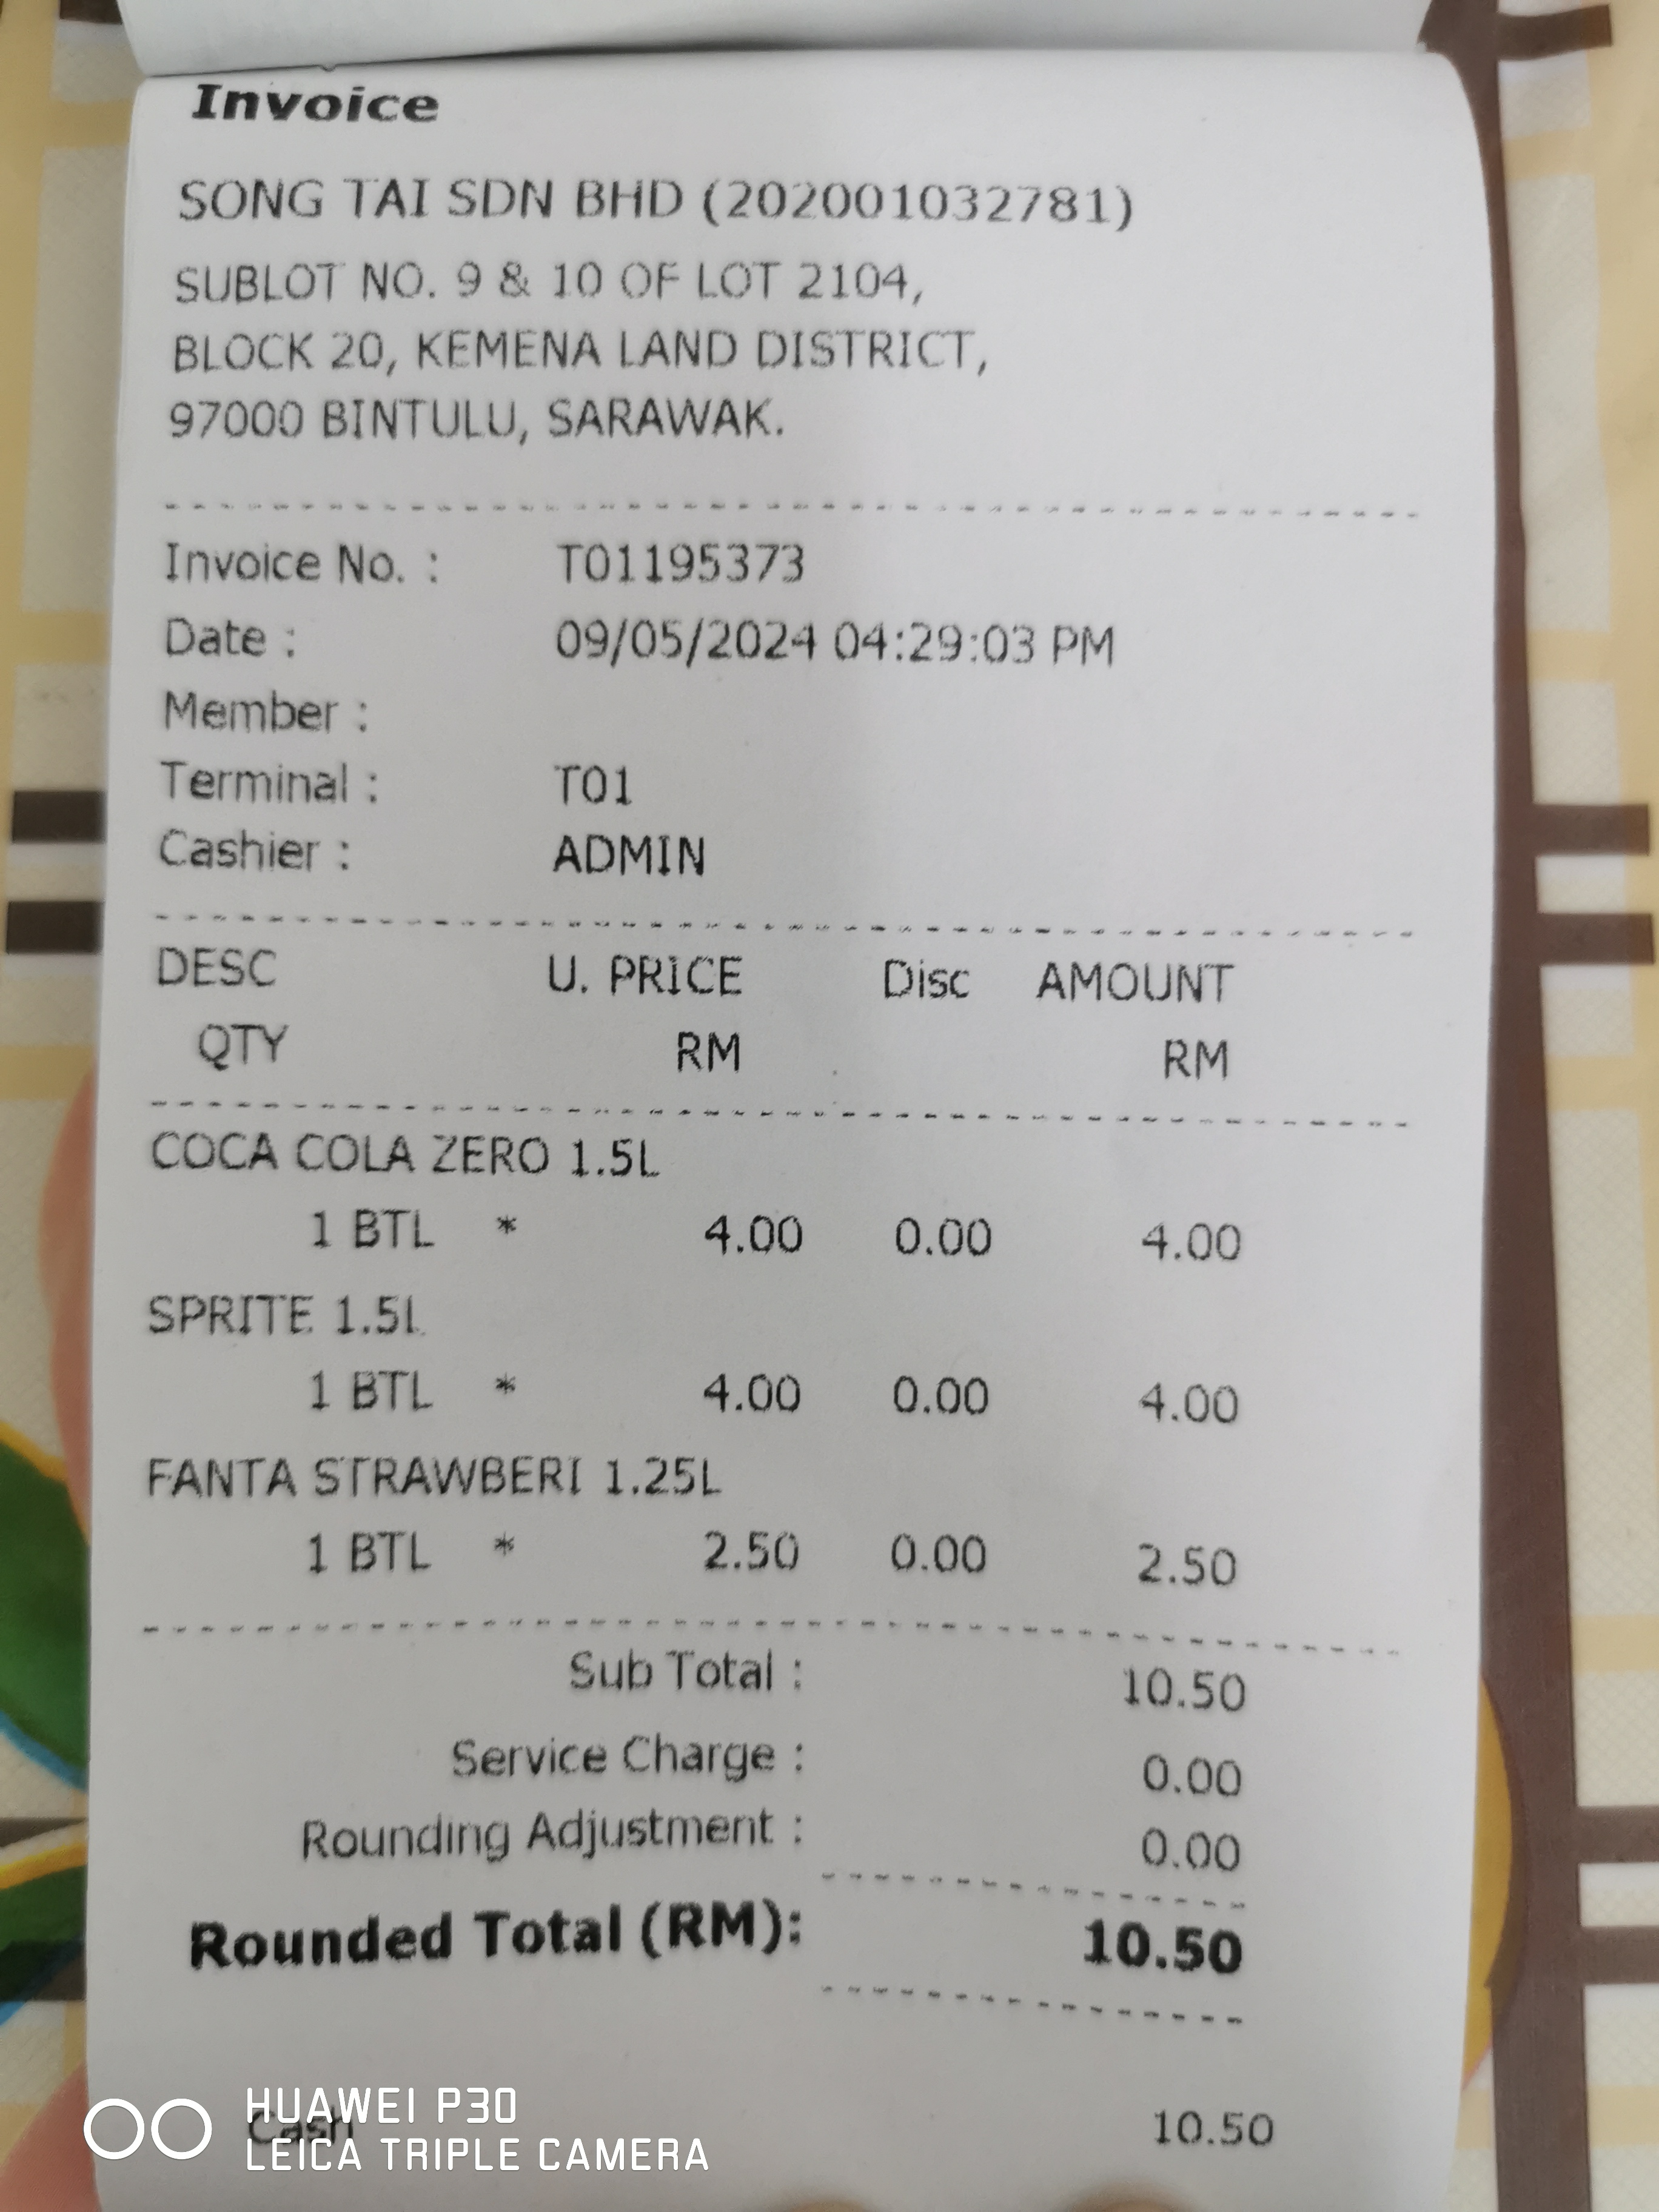 Invoice
SONG TAI SDN BHD (202001032781)
SUBLOT NO. 9 & 10 OF LOT 2104,
BLOCK 20, KEMENA LAND DISTRICT,
97000 BINTULU, SARAWAK.
Invoice No. : T01195373
Date : 09/05/2024 04:29:03 PM
Member :
Terminal : T01
Cashier : ADMIN
DESC U. PRICE Disc AMOUNT
QTY RM RM
COCA COLA ZERO 1.5L
1 BTL * 4.00 0.00 4.00
SPRITE 1.5L
1 BTL * 4.00 0.00 4.00
FANTA STRAWBERI 1.25L
1 BTL * 2.50 0.00 2.50
Sub Total : 10.50
Service Charge : 0.00
Rounding Adjustment : 0.00
Rounded Total (RM): 10.50
Cash 10.50
HUAWEI P30
LEICA TRIPLE CAMERA